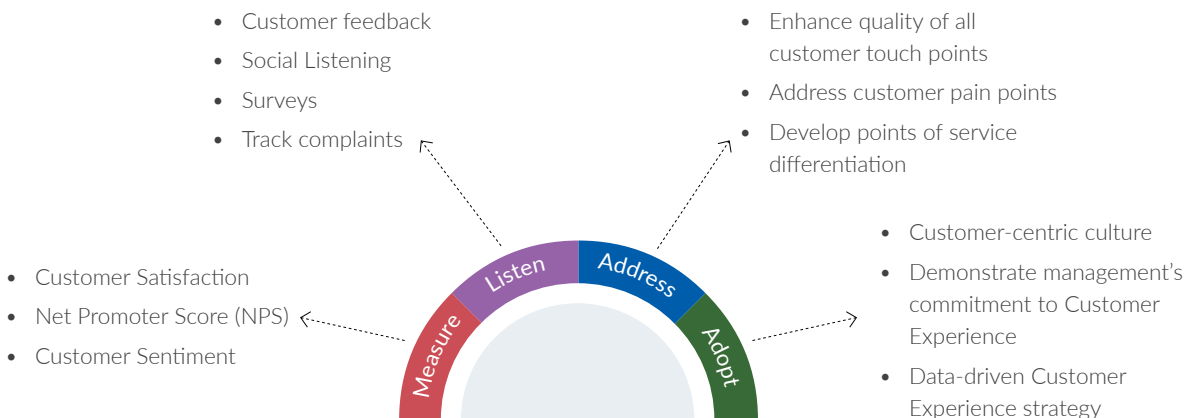 • Customer feedback
• Social Listening
• Surveys
• Track complaints
• Enhance quality of all
customer touch points
• Address customer pain points
• Develop points of service
differentiation
• Customer Satisfaction
• Net Promoter Score (NPS)
• Customer Sentiment
Measure
Listen
Address
Adopt
• Customer-centric culture
• Demonstrate management’s
commitment to Customer
Experience
• Data-driven Customer
Experience strategy